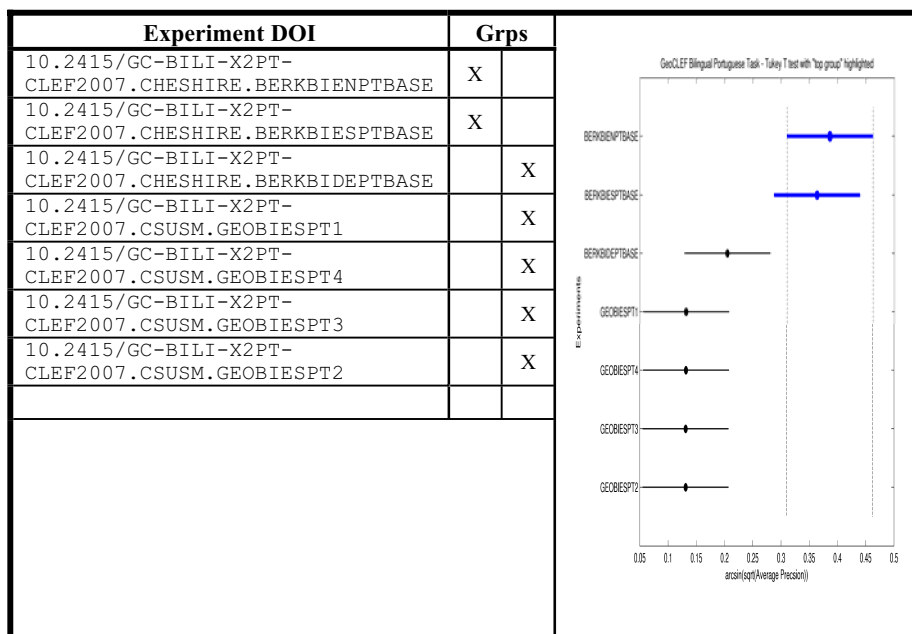 Experiment DOI Grps
10.2415/GC-BILI-X2PT-
CLEF2007.CHESHIRE.BERKBIENPTBASE X
10.2415/GC-BILI-X2PT-
CLEF2007.CHESHIRE.BERKBIESPTBASE X
10.2415/GC-BILI-X2PT-
CLEF2007.CHESHIRE.BERKBIDEPTBASE X
10.2415/GC-BILI-X2PT-
CLEF2007.CSUSM.GEOBIESPT1 X
10.2415/GC-BILI-X2PT-
CLEF2007.CSUSM.GEOBIESPT4 X
10.2415/GC-BILI-X2PT-
CLEF2007.CSUSM.GEOBIESPT3 X
10.2415/GC-BILI-X2PT-
CLEF2007.CSUSM.GEOBIESPT2 X
GeoCLEF Bilingual Portuguese Task - Tukey T test with "top group" highlighted
Experiments
BERKBIENPTBASE
BERKBIESPTBASE
BERKBIDEPTBASE
GEOBIESPT1
GEOBIESPT4
GEOBIESPT3
GEOBIESPT2
0.05 0.1 0.15 0.2 0.25 0.3 0.35 0.4 0.45 0.5
arcsin(sqrt(Average Precsion))